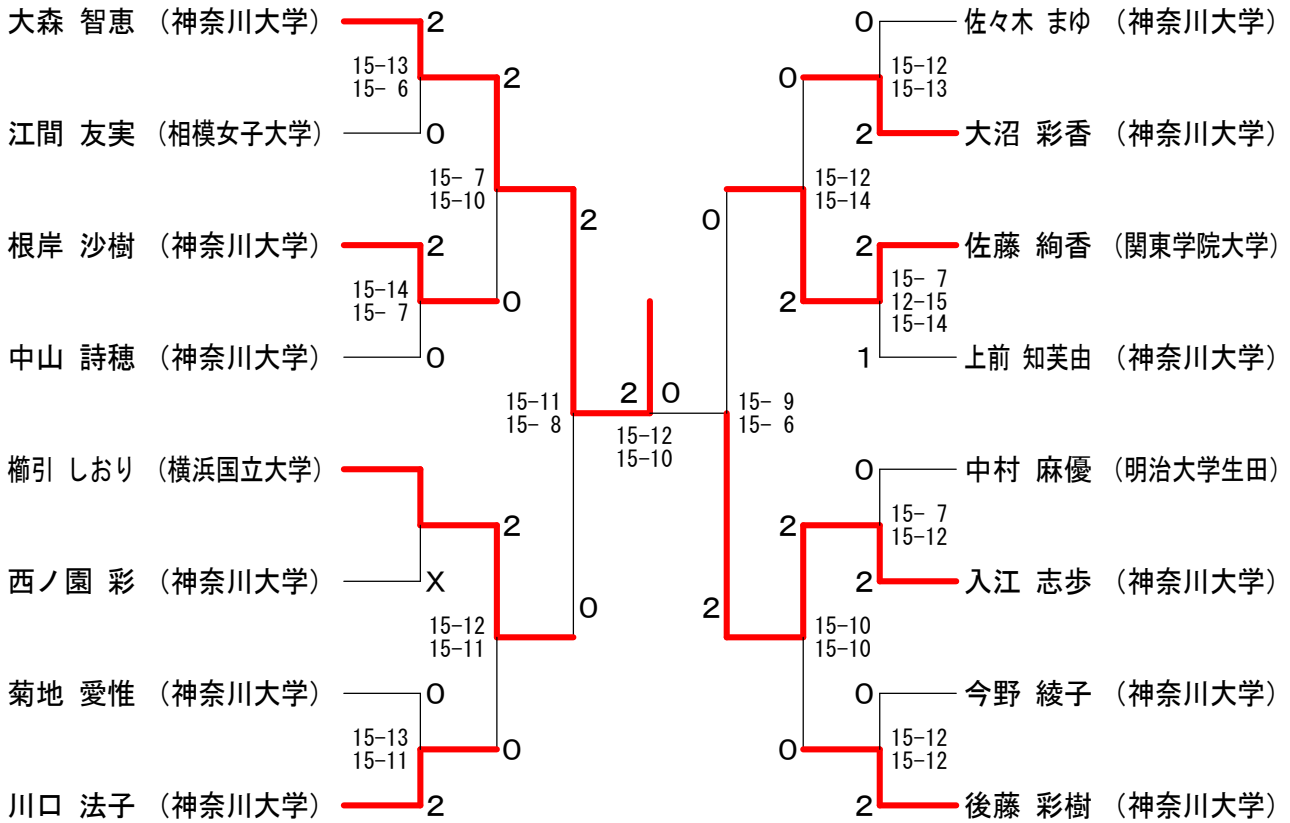 大森 智恵 （神奈川大学） 2
15-13
15- 6
2
江間 友実 （相模女子大学） 0
15- 7
15-10
2
根岸 沙樹 （神奈川大学） 2
15-14
15- 7
0
中山 詩穂 （神奈川大学） 0
15-11
15- 8
櫛引 しおり （横浜国立大学）
2
西ノ園 彩 （神奈川大学） X
15-12
15-11
0
菊地 愛惟 （神奈川大学） 0
15-13
15-11
0
川口 法子 （神奈川大学） 2
2 0
15-12
15-10
0 佐々木 まゆ （神奈川大学）
0
15-12
15-13
2 大沼 彩香 （神奈川大学）
0
15-12
15-14
2 佐藤 絢香 （関東学院大学）
2
15- 7
12-15
15-14
1 上前 知芙由 （神奈川大学）
15- 9
15- 6
0 中村 麻優 （明治大学生田）
2
15- 7
15-12
2 入江 志歩 （神奈川大学）
2
15-10
15-10
0 今野 綾子 （神奈川大学）
0
15-12
15-12
2 後藤 彩樹 （神奈川大学）